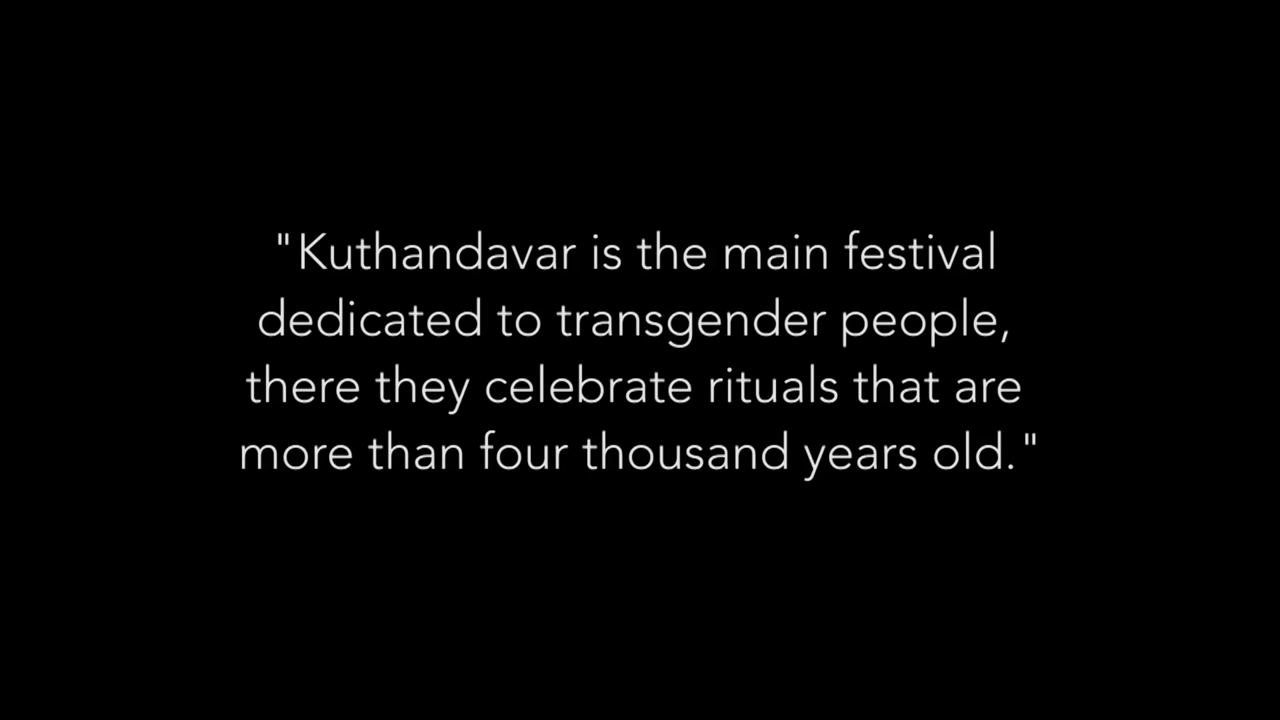 "Kuthandavar is the main festival
dedicated to transgender people,
there they celebrate rituals that are
more than four thousand years old."